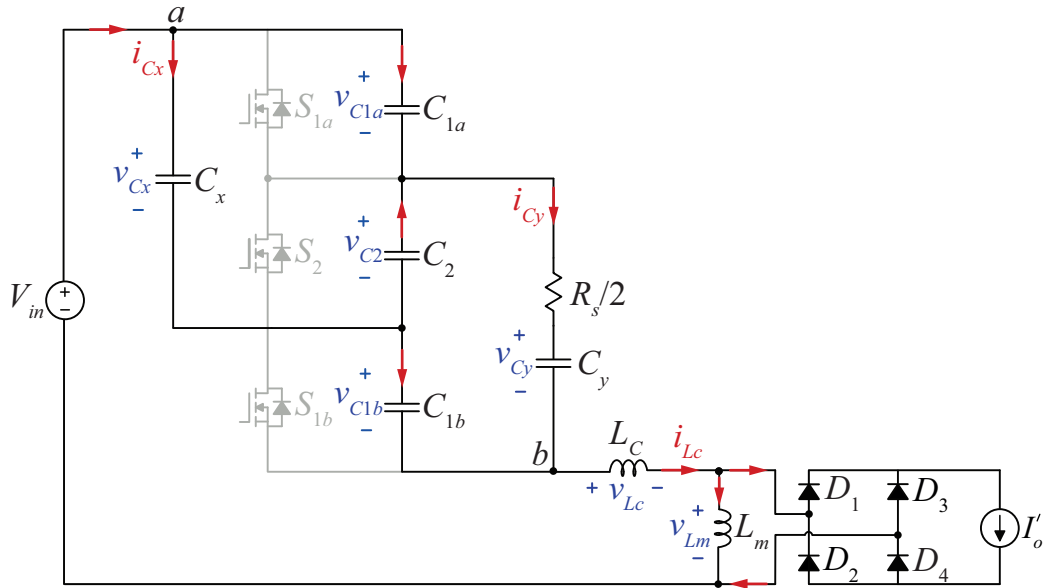 a
i_Cx
+
v_C1a
−
C_1a
S_1a
+
v_Cx
−
C_x
i_Cy
+
v_C2
−
C_2
S_2
V_in
+
−
R_s/2
+
v_Cy
−
C_y
+
v_C1b
−
C_1b
S_1b
b
L_C
i_Lc
+ v_Lc −
+
v_Lm
−
L_m
D_1
D_3
D_2
D_4
I′_o